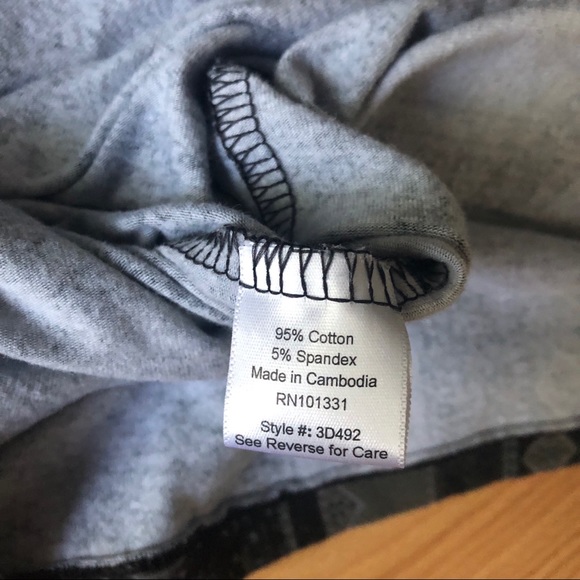 95% Cotton
5% Spandex
Made in Cambodia
RN101331
Style #: 3D492
See Reverse for Care